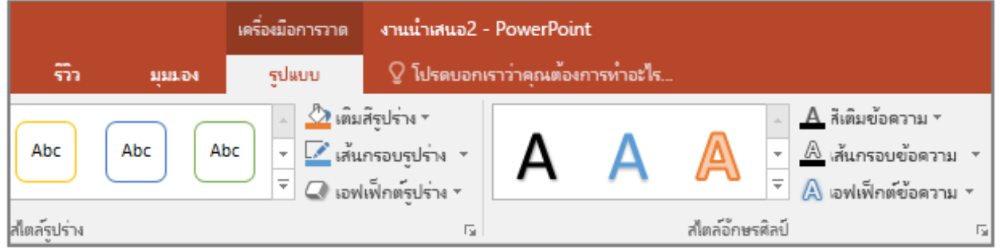 เครื่องมือการวาด งานนำเสนอ2 - PowerPoint
รีวิว มุมมอง รูปแบบ โปรดบอกเราว่าคุณต้องการทำอะไร...
เติมสีรูปร่าง A สีเติมข้อความ
Abc Abc Abc เส้นกรอบรูปร่าง A A A A เส้นกรอบข้อความ
เอฟเฟ็กต์รูปร่าง A เอฟเฟ็กต์ข้อความ
สไตล์รูปร่าง สไตล์อักษรศิลป์